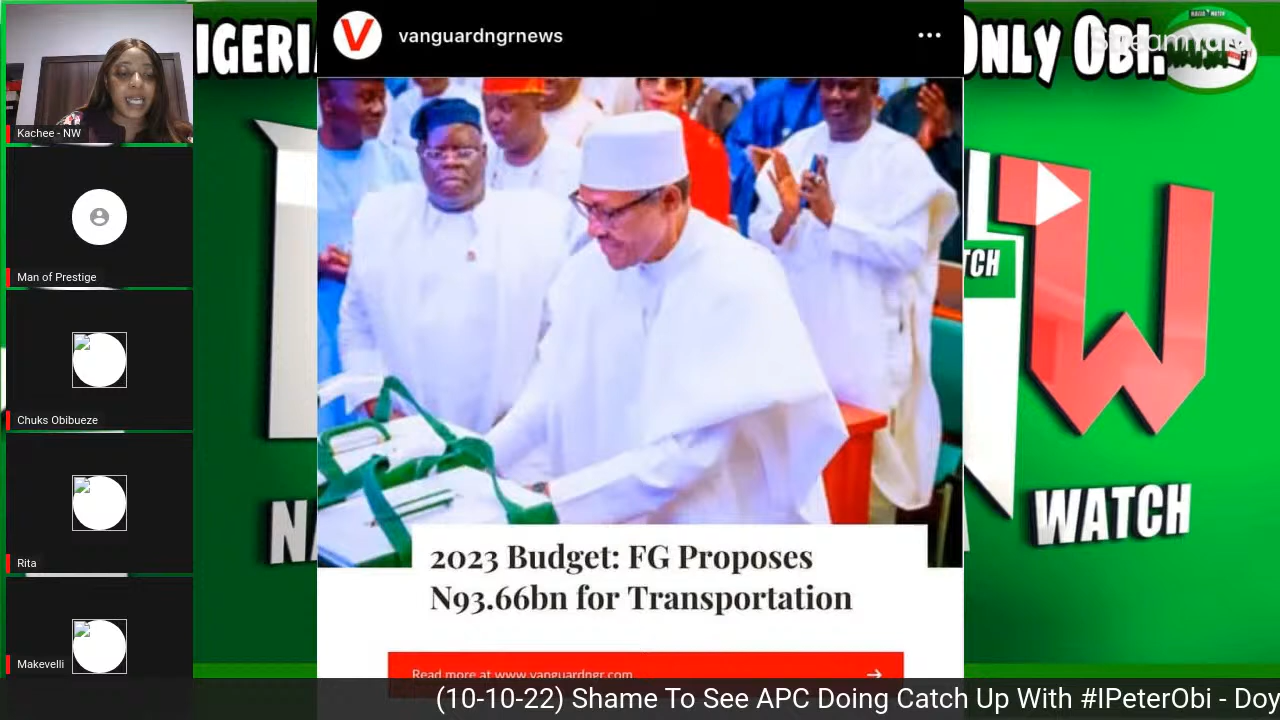 IGERI
ONLY OBI.
StreamYard
vanguardngrnews
Kachee - NW
Man of Prestige
Chuks Obibueze
Rita
Makevelli
TCH
N
WATCH
2023 Budget: FG Proposes
N93.66bn for Transportation
Read more at www.vanguardngr.com
(10-10-22) Shame To See APC Doing Catch Up With #IPeterObi - Doy